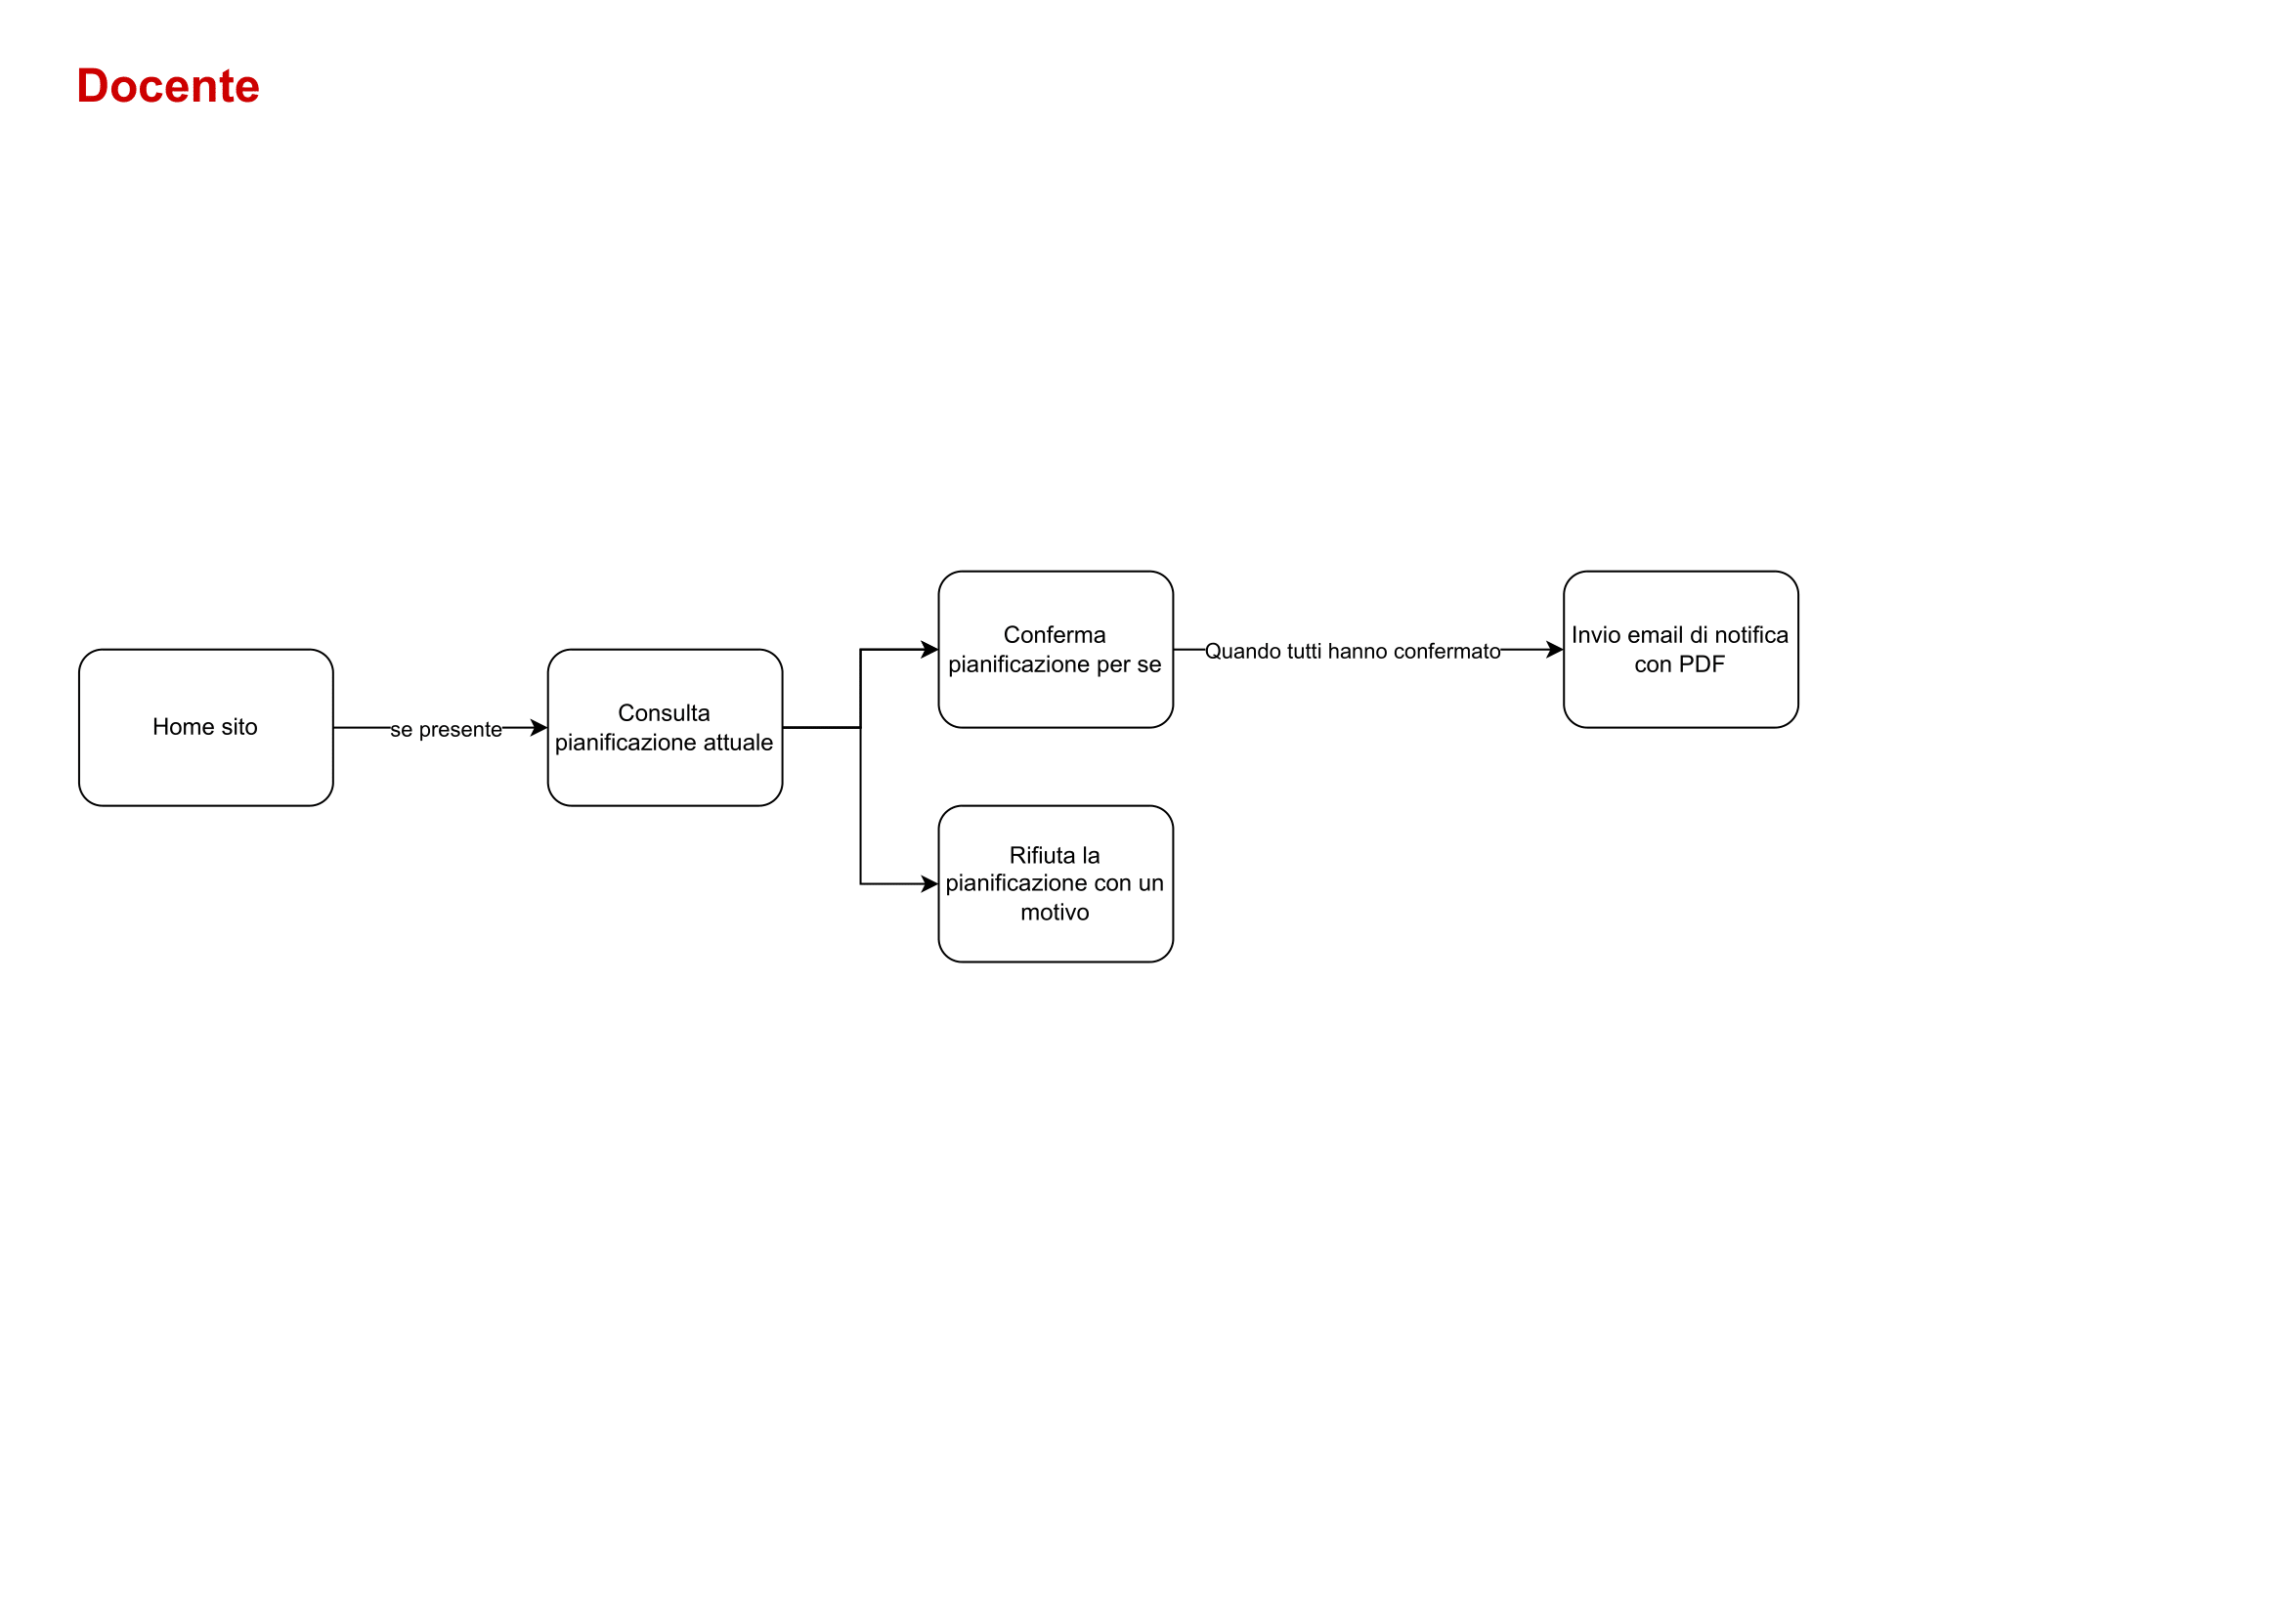 Docente
Home sito
se presente
Consulta
pianificazione attuale
Conferma
pianificazione per se
Quando tutti hanno confermato
Invio email di notifica
con PDF
Rifiuta la
pianificazione con un
motivo